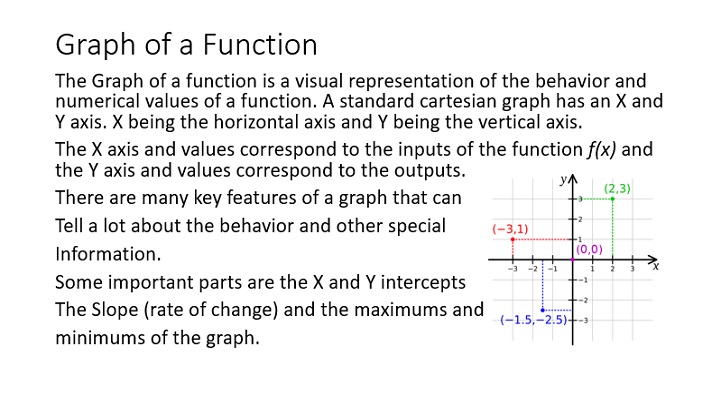 Graph of a Function
The Graph of a function is a visual representation of the behavior and
numerical values of a function. A standard cartesian graph has an X and
Y axis. X being the horizontal axis and Y being the vertical axis.
The X axis and values correspond to the inputs of the function f(x) and
the Y axis and values correspond to the outputs.
There are many key features of a graph that can
Tell a lot about the behavior and other special
Information.
Some important parts are the X and Y intercepts
The Slope (rate of change) and the maximums and
minimums of the graph.
y
(2,3)
3
2
(−3,1)
1
(0,0)
−3 −2 −1 1 2 3 x
−1
−2
(−1.5,−2.5)
−3